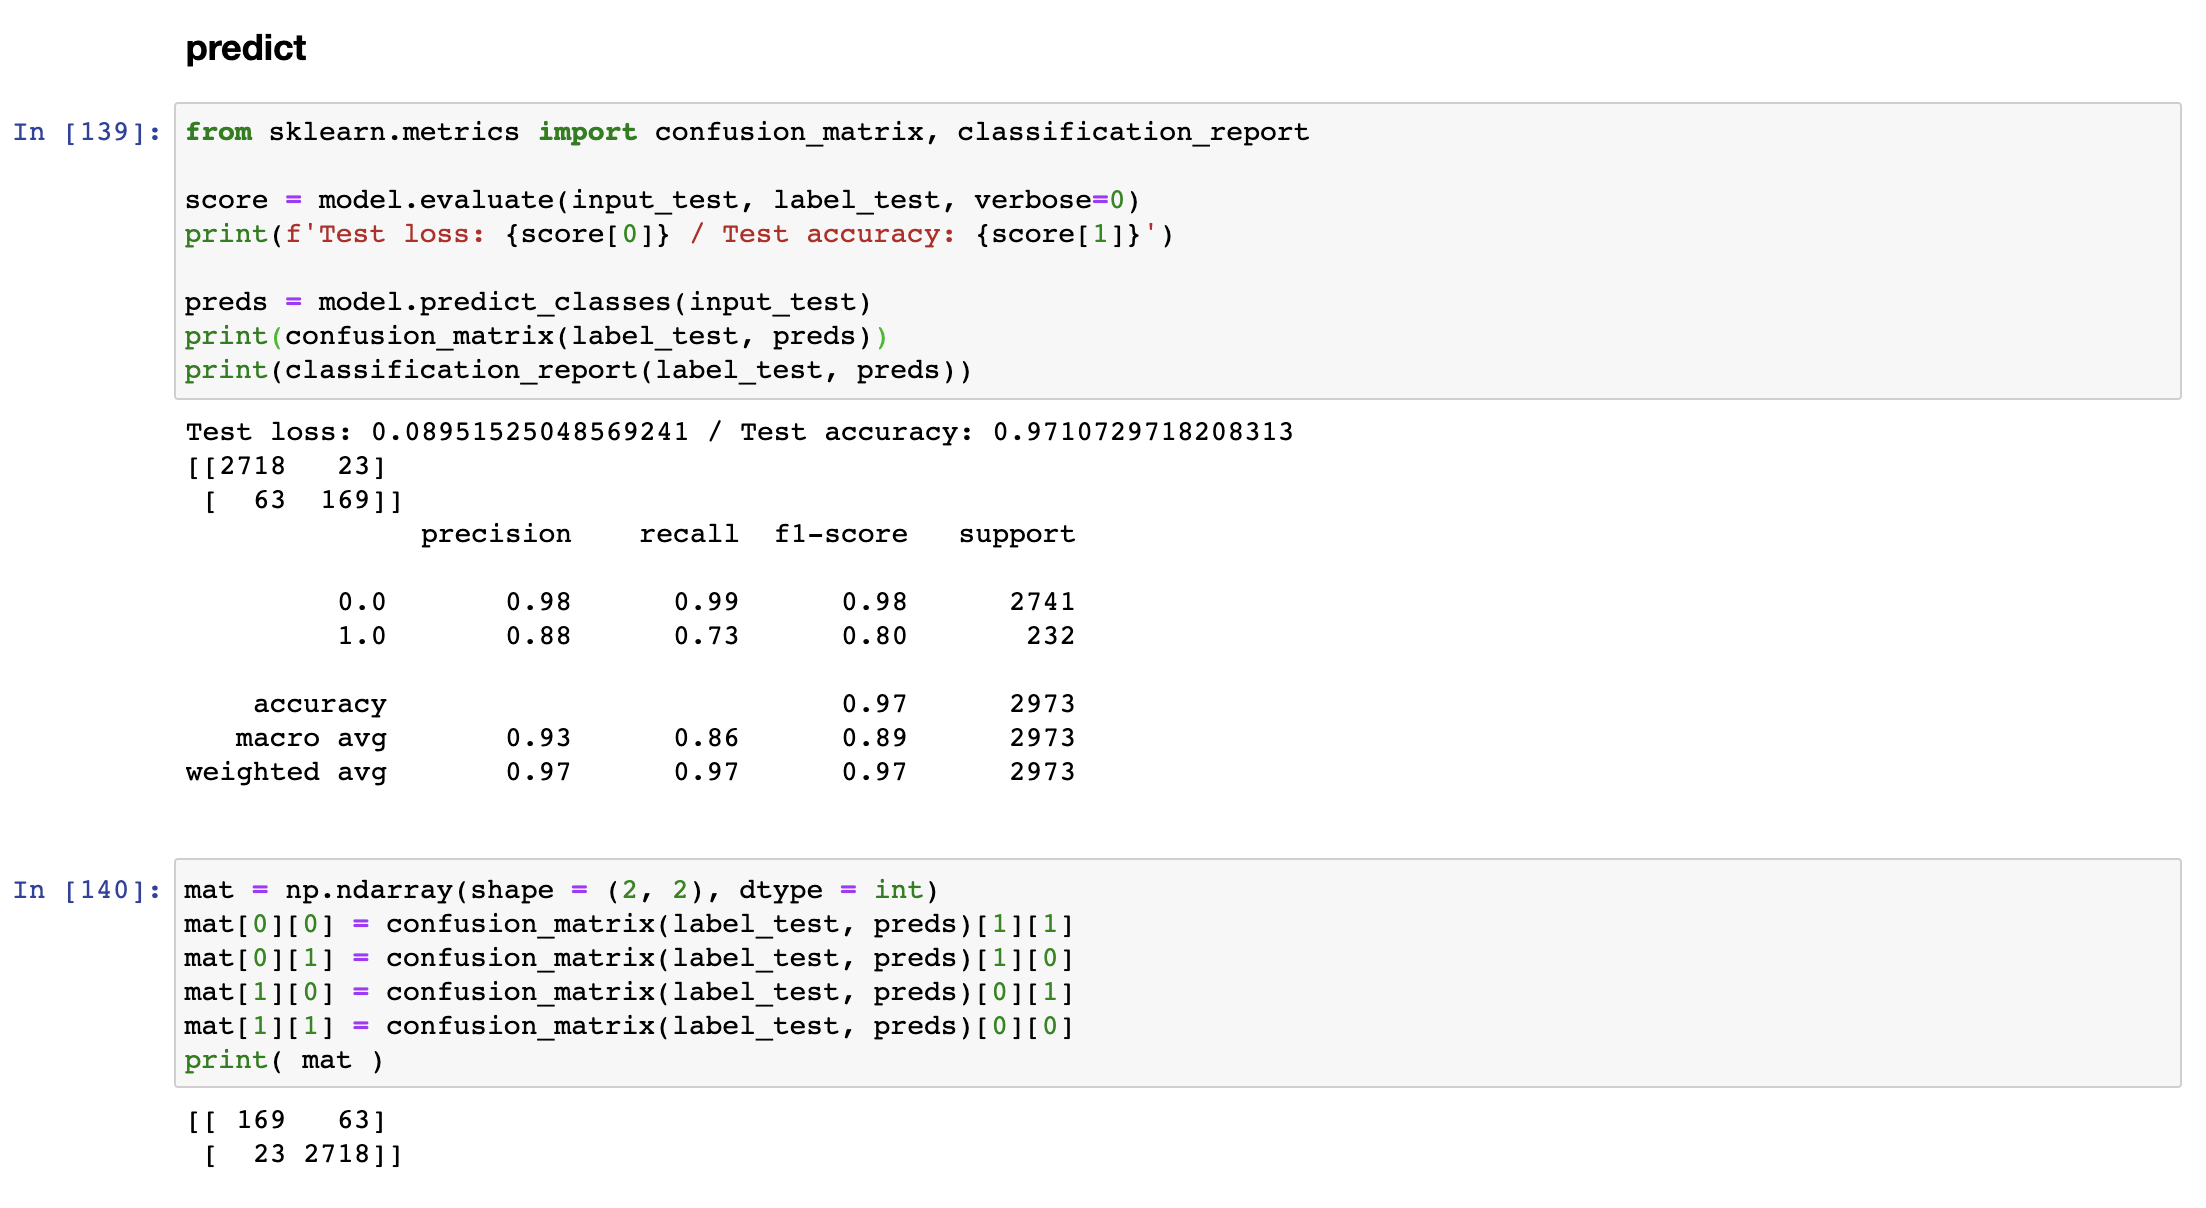 predict
In [139]:
from sklearn.metrics import confusion_matrix, classification_report
score = model.evaluate(input_test, label_test, verbose=0)
print(f'Test loss: {score[0]} / Test accuracy: {score[1]}')
preds = model.predict_classes(input_test)
print(confusion_matrix(label_test, preds))
print(classification_report(label_test, preds))
Test loss: 0.08951525048569241 / Test accuracy: 0.9710729718208313
[[2718   23]
 [  63  169]]
              precision    recall  f1-score   support
         0.0       0.98      0.99      0.98      2741
         1.0       0.88      0.73      0.80       232
    accuracy                           0.97      2973
   macro avg       0.93      0.86      0.89      2973
weighted avg       0.97      0.97      0.97      2973
In [140]:
mat = np.ndarray(shape = (2, 2), dtype = int)
mat[0][0] = confusion_matrix(label_test, preds)[1][1]
mat[0][1] = confusion_matrix(label_test, preds)[1][0]
mat[1][0] = confusion_matrix(label_test, preds)[0][1]
mat[1][1] = confusion_matrix(label_test, preds)[0][0]
print( mat )
[[ 169   63]
 [  23 2718]]